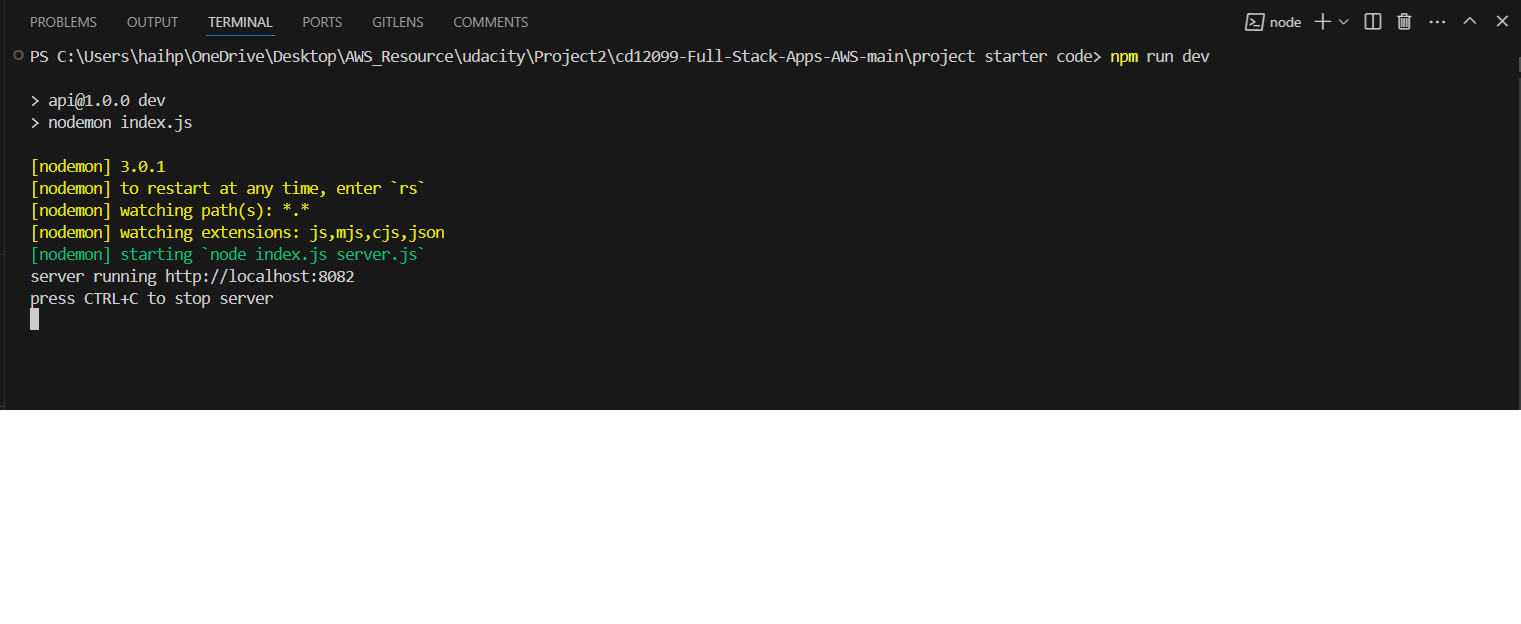 PROBLEMS OUTPUT TERMINAL PORTS GITLENS COMMENTS node
PS C:\Users\haihp\OneDrive\Desktop\AWS_Resource\udacity\Project2\cd12099-Full-Stack-Apps-AWS-main\project starter code> npm run dev
> api@1.0.0 dev
> nodemon index.js
[nodemon] 3.0.1
[nodemon] to restart at any time, enter `rs`
[nodemon] watching path(s): *.*
[nodemon] watching extensions: js,mjs,cjs,json
[nodemon] starting `node index.js server.js`
server running http://localhost:8082
press CTRL+C to stop server